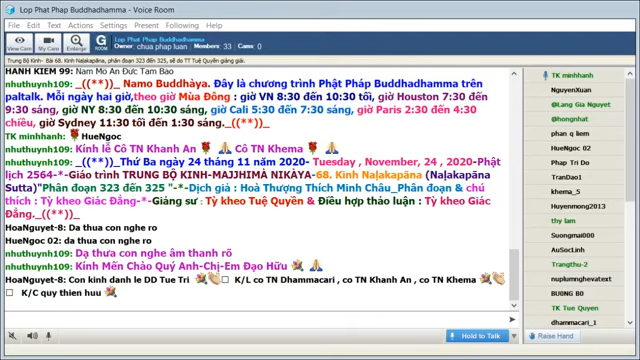 Lop Phat Phap Buddhadhamma - Voice Room
File Edit Text Actions Settings Present Following Help
View Cam
My Cam
Enlarge
G
ROOM
Lop Phat Phap Buddhadhamma
Owner: chua phap luan Members: 33 Cams: 0
Trung Bộ Kinh- Bài 68. Kinh Naḷakapāna, phân đoạn 323 đến 325, sẽ do TT Tuệ Quyền giảng giải.
HANH KIEM 99: Nam Mô Ân Đức Tam Bảo
nhuthuynh109: ._((**)_. Namo Buddhàya. Đây là chương trình Phật Pháp Buddhadhamma trên
paltalk. Mỗi ngày hai giờ,theo giờ Mùa Đông : giờ VN 8:30 đến 10:30 tối, giờ Houston 7:30 đến
9:30 sáng, giờ NY 8:30 đến 10:30 sáng, giờ Cali 5:30 đến 7:30 sáng, giờ Paris 2:30 đến 4:30
chiều, giờ Sydney 11:30 tối đến 1:30 sáng._((**)_.
TK minhhanh: HueNgoc
nhuthuynh109: Kính lễ Cô TN Khanh An Cô TN Khema
nhuthuynh109: ._((**)_.Thứ Ba ngày 24 tháng 11 năm 2020- Tuesday , November, 24 , 2020-Phật
lịch 2564-*-Giáo trình TRUNG BỘ KINH-MAJJHIMÀ NIKÀYA-68. Kinh Naḷakapāna (Naḷakapāna
Sutta)"Phân đoạn 323 đến 325 "-*-Dịch giả : Hoà Thượng Thích Minh Châu_Phân đoạn & chú
thích : Tỳ kheo Giác Đẳng-*-Giảng sư : Tỳ kheo Tuệ Quyền & Điều hợp thảo luận : Tỳ kheo Giác
Đẳng._((**)_.
HoaNguyet-8: Da thua con nghe ro
HueNgoc 02: da thua con nghe ro
nhuthuynh109: Dạ thưa con nghe âm thanh rõ
nhuthuynh109: Kính Mến Chào Quý Anh-Chị-Em Đạo Hữu
HoaNguyet-8: Con kinh danh le DD Tue Tri K/L co TN Dhammacari , co TN Khanh An , co TN Khema
K/C quy thien huu
Hold to Talk
TK minhhanh
NguyenXuan
@Lang Gia Nguyet
@hongnhat
phan q liem
HueNgoc 02
Phap Tri Do
TranDao1
khema_5
Huyenmong2013
thy lam
Suongmai000
AuSocLinh
Trangthu-2
nuplumnghevatext
BUÔNG BỎ
TK Tue Quyen
dhammacari_1
Raise Hand